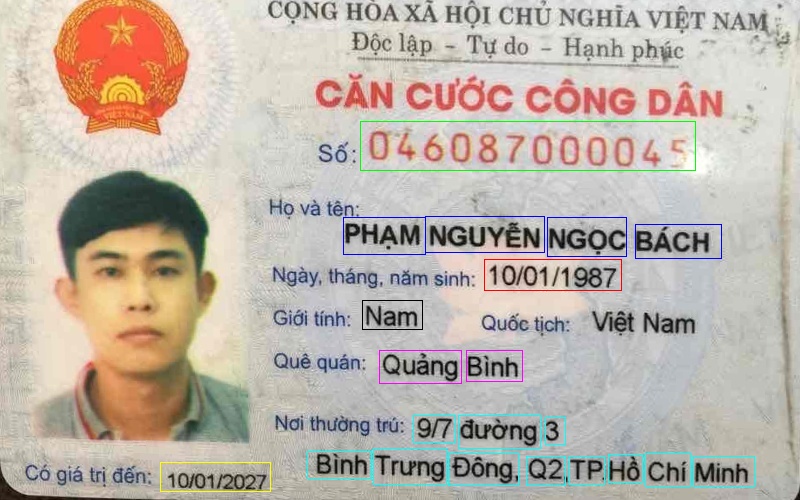 CỘNG HÒA XÃ HỘI CHỦ NGHĨA VIỆT NAM
Độc lập - Tự do - Hạnh phúc
CĂN CƯỚC CÔNG DÂN
Số: 046087000045
Họ và tên:
PHẠM NGUYỄN NGỌC BÁCH
Ngày, tháng, năm sinh: 10/01/1987
Giới tính: Nam Quốc tịch: Việt Nam
Quê quán: Quảng Bình
Nơi thường trú: 9/7 đường 3
Bình Trưng Đông, Q2,TP.Hồ Chí Minh
Có giá trị đến: 10/01/2027